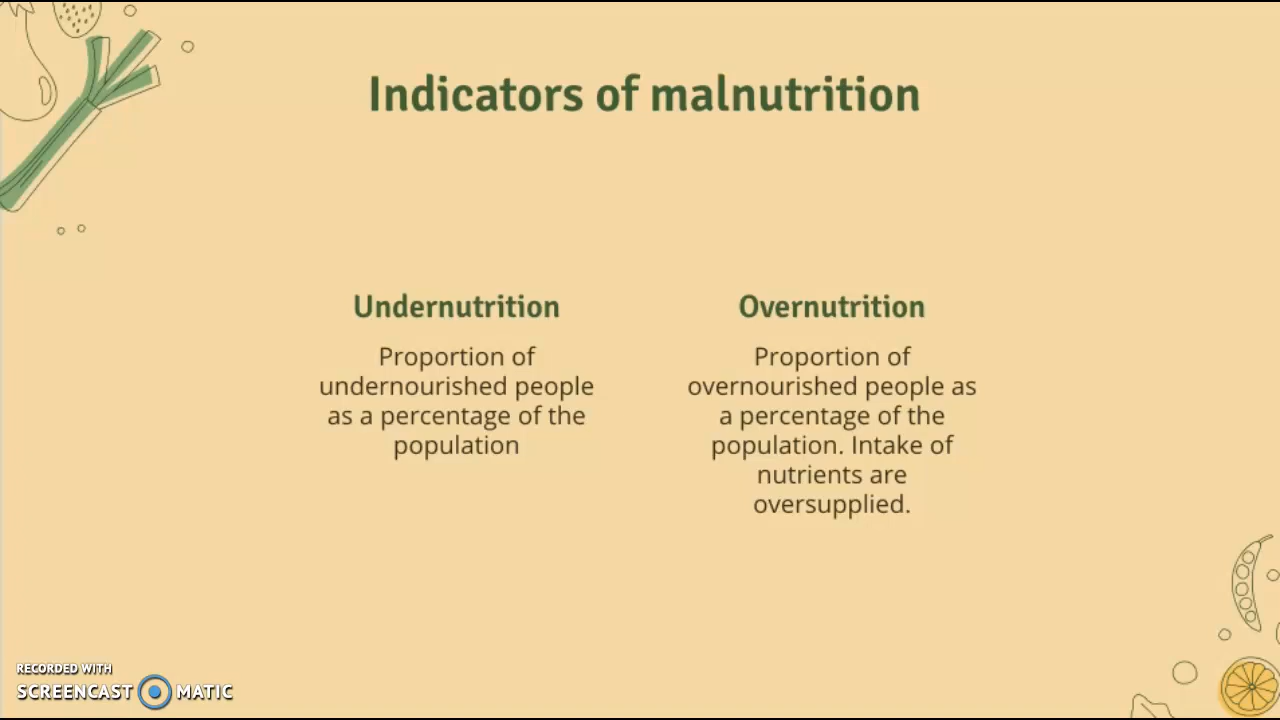 Indicators of malnutrition
Undernutrition
Proportion of
undernourished people
as a percentage of the
population
Overnutrition
Proportion of
overnourished people as
a percentage of the
population. Intake of
nutrients are
oversupplied.
RECORDED WITH
SCREENCAST MATIC